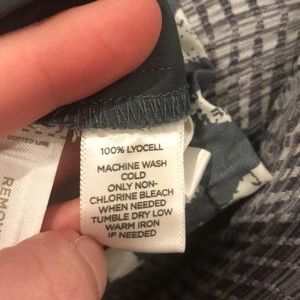 100% LYOCELL
MACHINE WASH
COLD
ONLY NON-
CHLORINE BLEACH
WHEN NEEDED
TUMBLE DRY LOW
WARM IRON
IF NEEDED